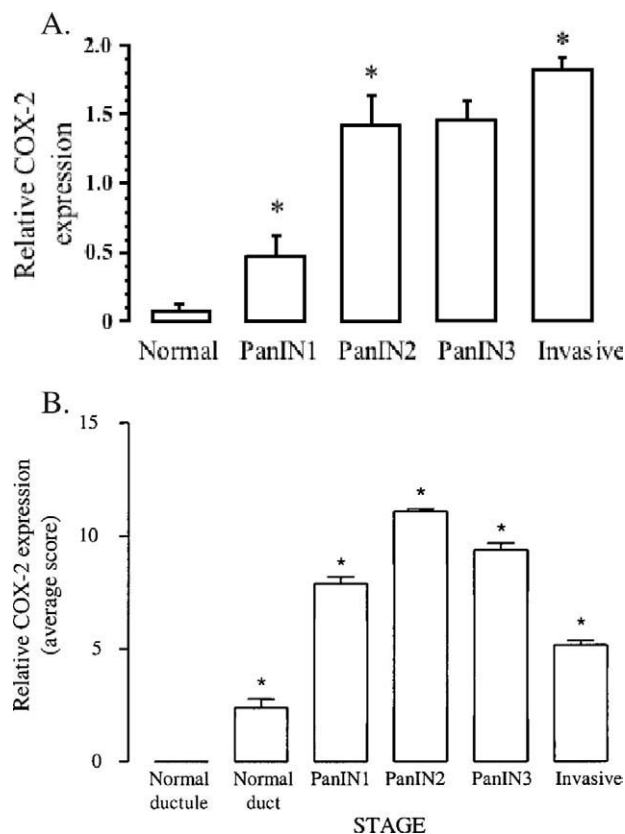 A.
Relative COX-2
expression
2.0
1.5
1.0
0.5
0
*
*
*
Normal PanIN1 PanIN2 PanIN3 Invasive
B.
Relative COX-2 expression
(average score)
15
10
5
0
*
*
*
*
*
Normal ductule
Normal duct
PanIN1
PanIN2
PanIN3
Invasive
STAGE